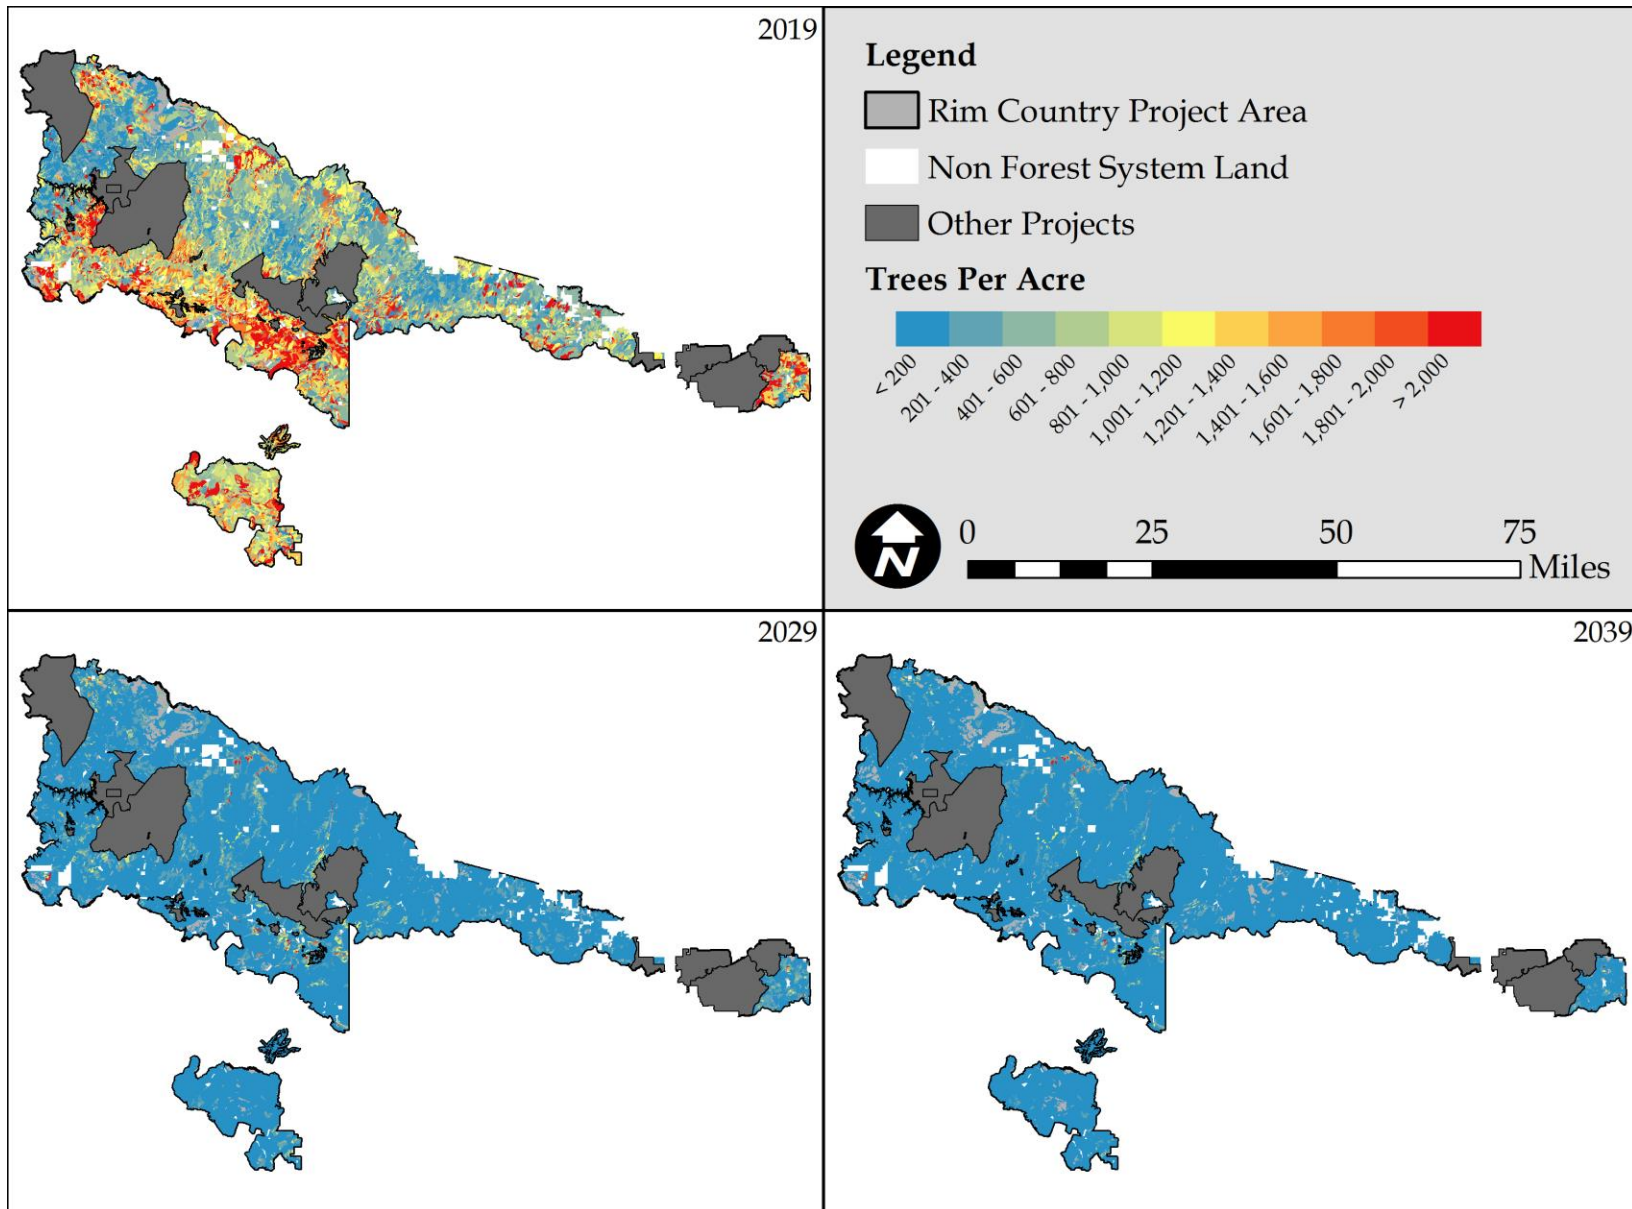 2019
Legend
Rim Country Project Area
Non Forest System Land
Other Projects
Trees Per Acre
< 200
201 - 400
401 - 600
601 - 800
801 - 1,000
1,001 - 1,200
1,201 - 1,400
1,401 - 1,600
1,601 - 1,800
1,801 - 2,000
> 2,000
N
0 25 50 75
Miles
2029
2039